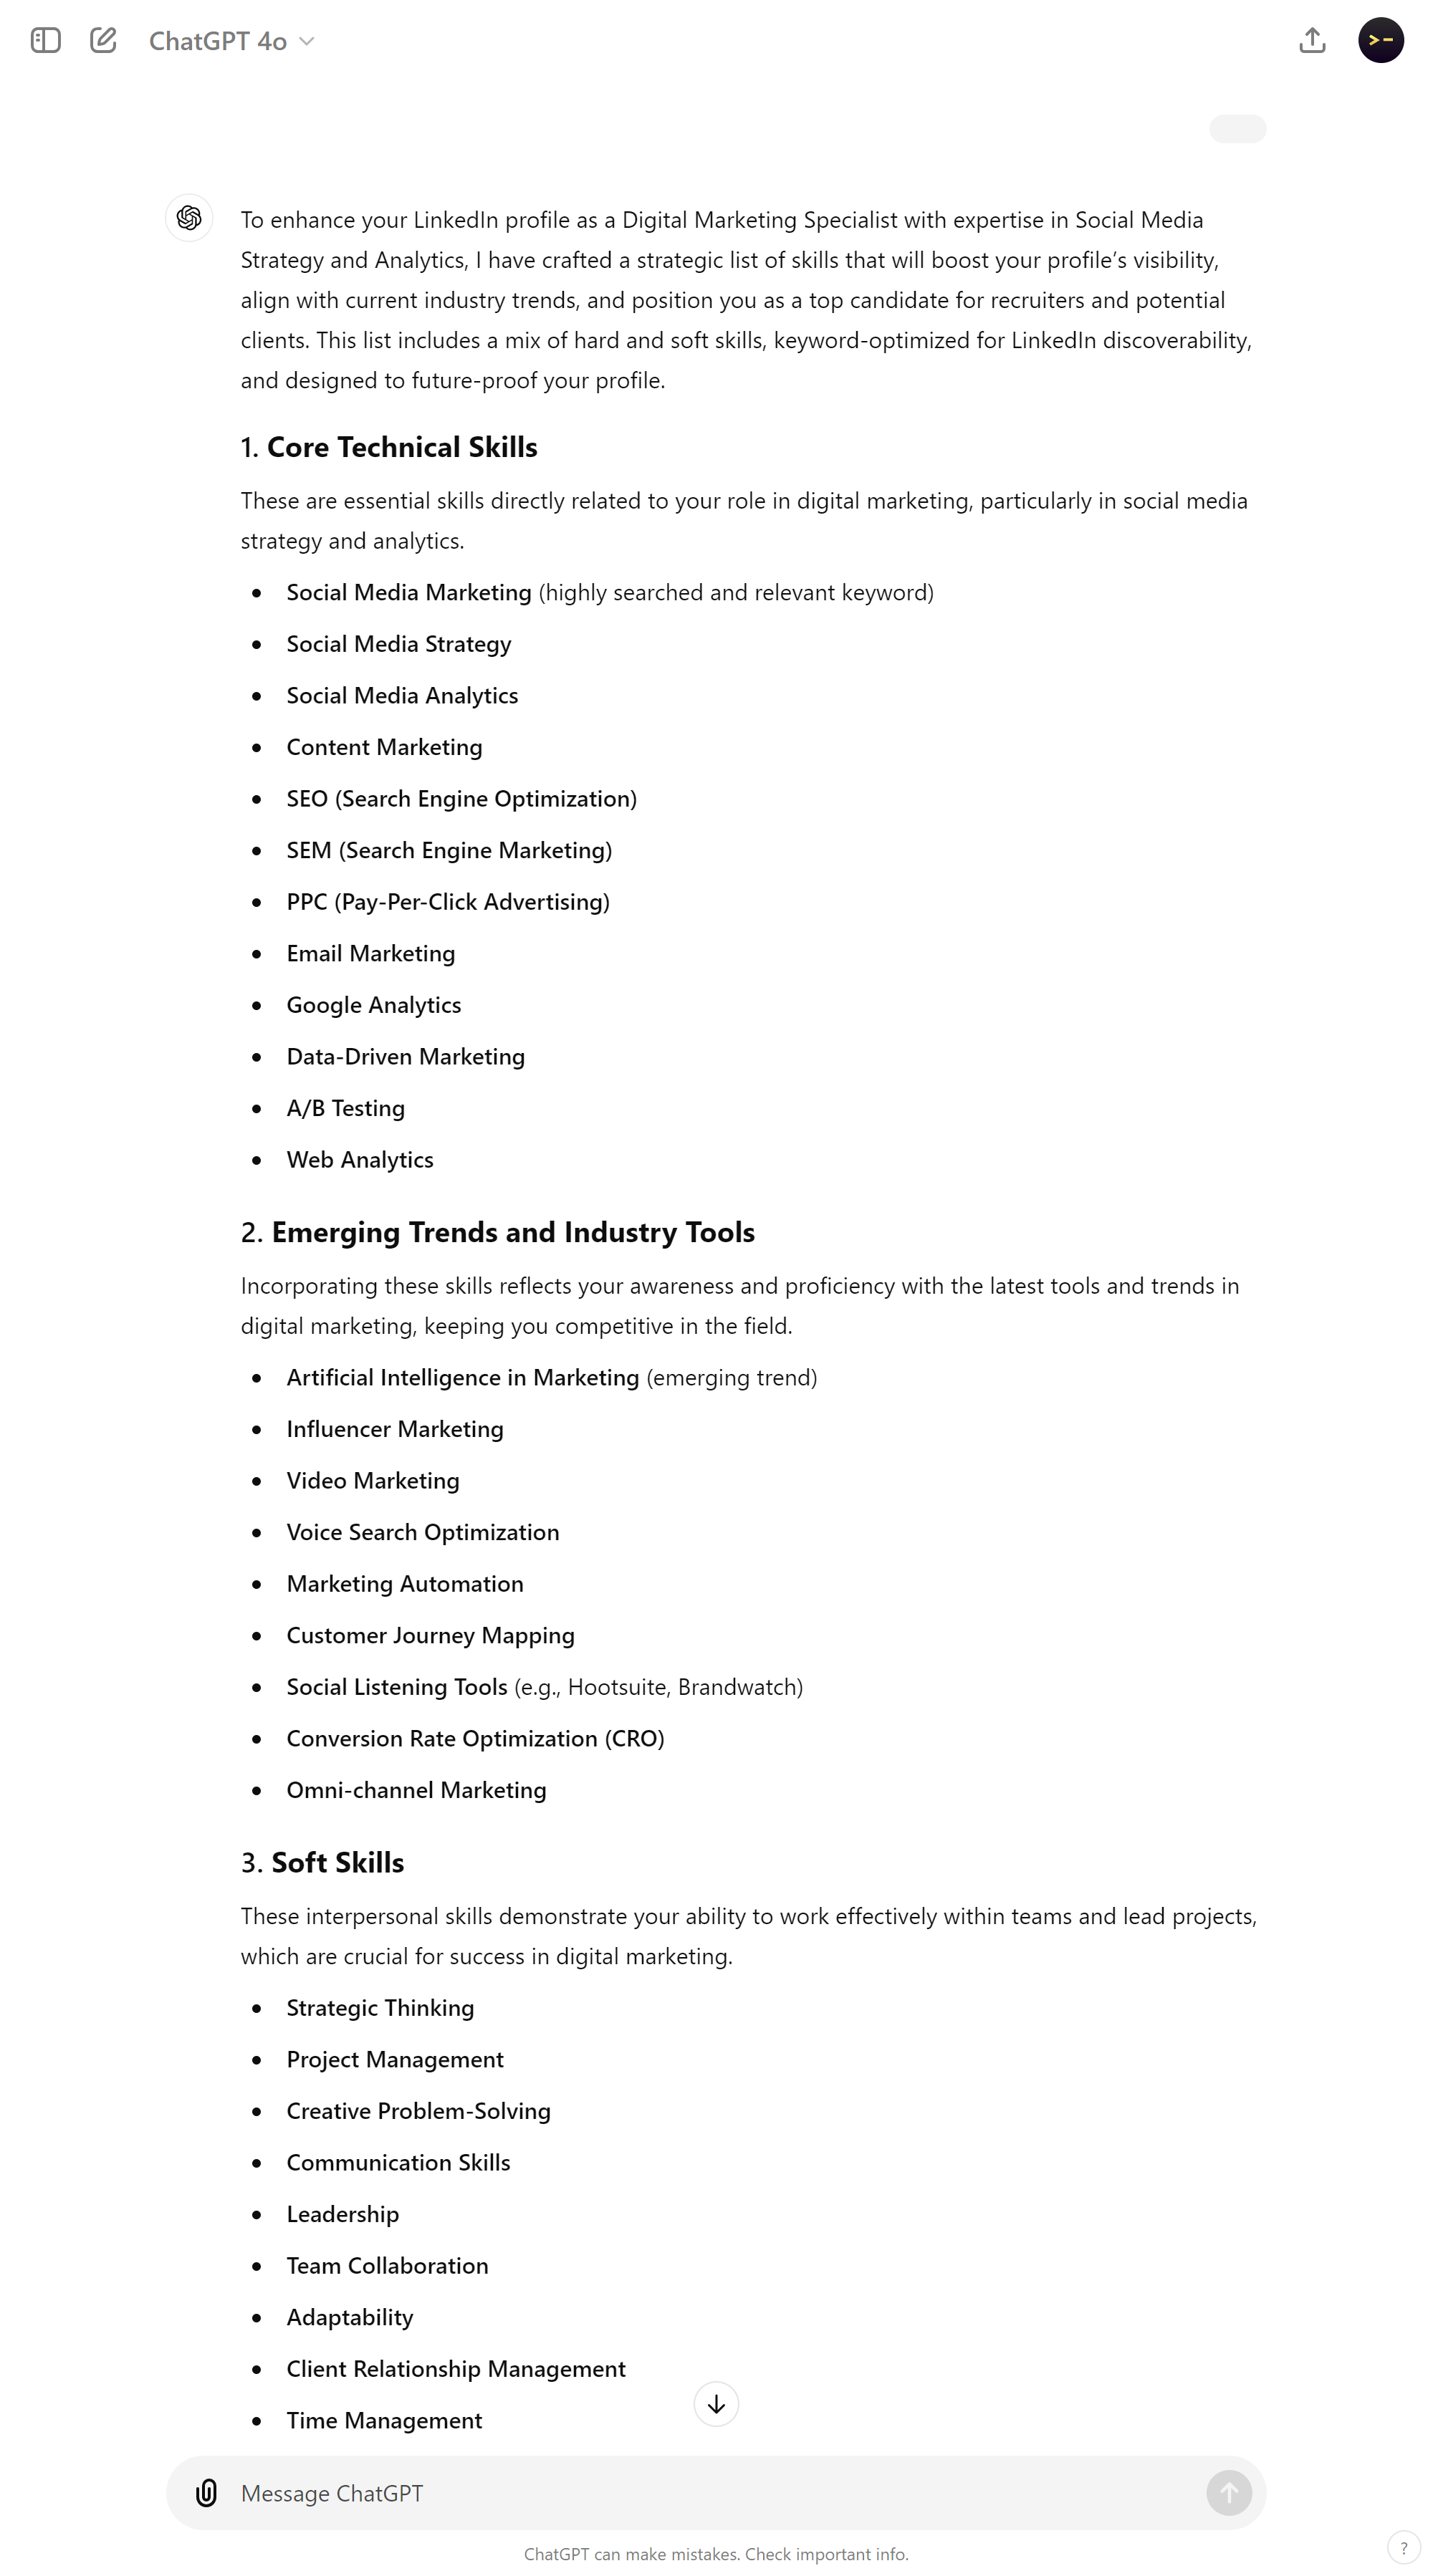 ChatGPT 4o
To enhance your LinkedIn profile as a Digital Marketing Specialist with expertise in Social Media
Strategy and Analytics, I have crafted a strategic list of skills that will boost your profile’s visibility,
align with current industry trends, and position you as a top candidate for recruiters and potential
clients. This list includes a mix of hard and soft skills, keyword-optimized for LinkedIn discoverability,
and designed to future-proof your profile.
1. Core Technical Skills
These are essential skills directly related to your role in digital marketing, particularly in social media
strategy and analytics.
• Social Media Marketing (highly searched and relevant keyword)
• Social Media Strategy
• Social Media Analytics
• Content Marketing
• SEO (Search Engine Optimization)
• SEM (Search Engine Marketing)
• PPC (Pay-Per-Click Advertising)
• Email Marketing
• Google Analytics
• Data-Driven Marketing
• A/B Testing
• Web Analytics
2. Emerging Trends and Industry Tools
Incorporating these skills reflects your awareness and proficiency with the latest tools and trends in
digital marketing, keeping you competitive in the field.
• Artificial Intelligence in Marketing (emerging trend)
• Influencer Marketing
• Video Marketing
• Voice Search Optimization
• Marketing Automation
• Customer Journey Mapping
• Social Listening Tools (e.g., Hootsuite, Brandwatch)
• Conversion Rate Optimization (CRO)
• Omni-channel Marketing
3. Soft Skills
These interpersonal skills demonstrate your ability to work effectively within teams and lead projects,
which are crucial for success in digital marketing.
• Strategic Thinking
• Project Management
• Creative Problem-Solving
• Communication Skills
• Leadership
• Team Collaboration
• Adaptability
• Client Relationship Management
• Time Management
Message ChatGPT
ChatGPT can make mistakes. Check important info.
?